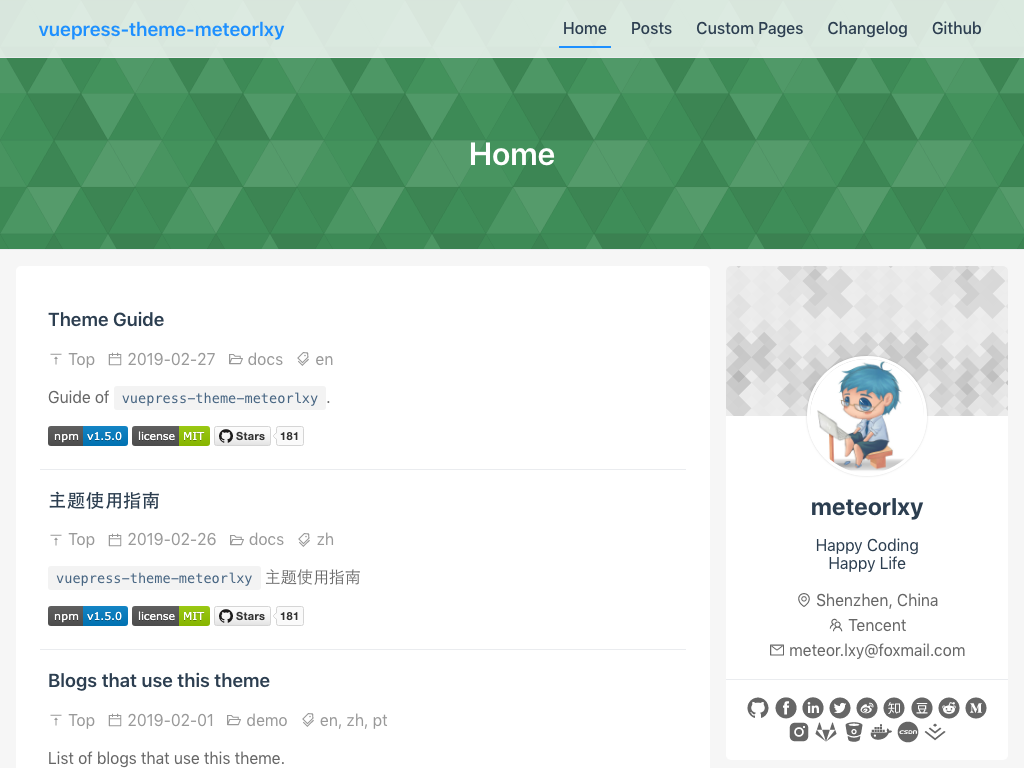 vuepress-theme-meteorlxy
Home Posts Custom Pages Changelog Github
Home
Theme Guide
Top 2019-02-27 docs en
Guide of vuepress-theme-meteorlxy.
npm v1.5.0 license MIT Stars 181
主题使用指南
Top 2019-02-26 docs zh
vuepress-theme-meteorlxy 主题使用指南
npm v1.5.0 license MIT Stars 181
Blogs that use this theme
Top 2019-02-01 demo en, zh, pt
List of blogs that use this theme.
meteorlxy
Happy Coding
Happy Life
Shenzhen, China
Tencent
meteor.lxy@foxmail.com
知 豆
CSDN